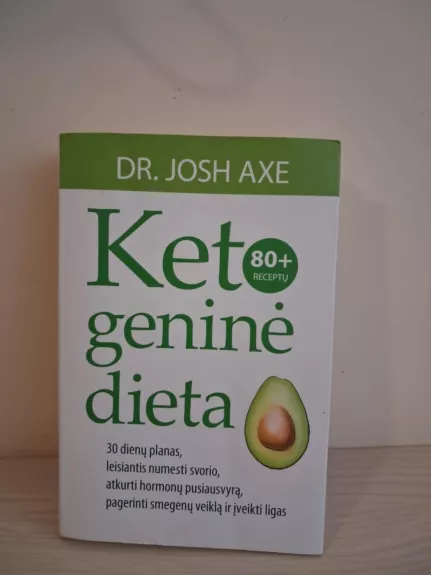 DR. JOSH AXE
Keto
80+
RECEPTŲ
geninė
dieta
30 dienų planas,
leisiantis numesti svorio,
atkurti hormonų pusiausvyrą,
pagerinti smegenų veiklą ir įveikti ligas